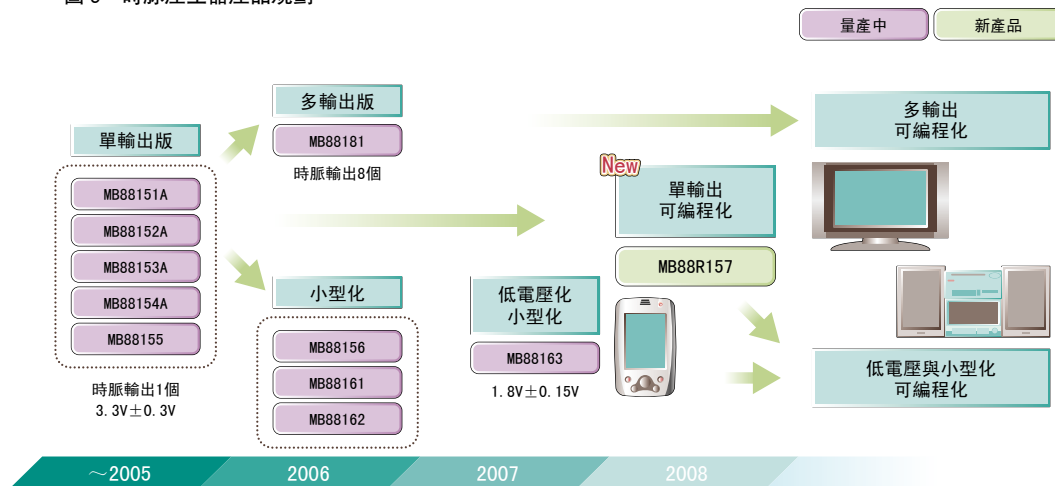 量產中
新產品
多輸出版
MB88181
時脈輸出8個
單輸出版
MB88151A
MB88152A
MB88153A
MB88154A
MB88155
時脈輸出1個
3.3V±0.3V
小型化
MB88156
MB88161
MB88162
低電壓化
小型化
MB88163
1.8V±0.15V
New
單輸出
可編程化
MB88R157
多輸出
可編程化
低電壓與小型化
可編程化
～2005
2006
2007
2008